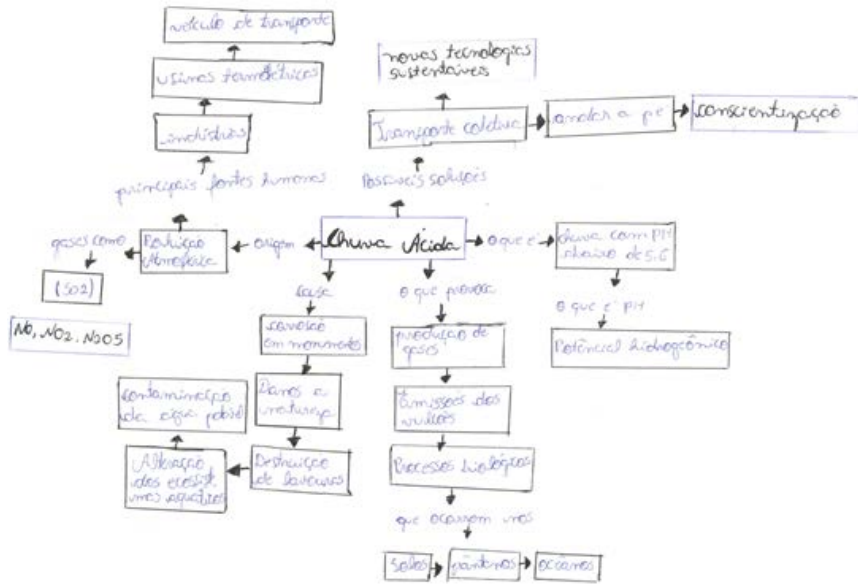 veículo de transporte
usinas termelétricas
indústrias
principais fontes humanas
novas tecnologias
sustentáveis
Transporte coletivo
andar a pé
conscientização
Possíveis soluções
gases como
Poluição
Atmosférica
origem
Chuva Ácida
O que é
chuva com PH
abaixo de 5.6
(SO2)
NO, NO2. N2O5
causa
O que provoca
O que é PH
corrosão
em monumentos
produção de
gases
Potencial hidrogeônico
contaminação
da água potável
Danos a
natureza
Emissões dos
vulcões
Alteração
dos ecosist
mas aquáticos
Destruição
de lavouras
Processos biológicos
que ocorrem nos
solos
pântanos
oceanos